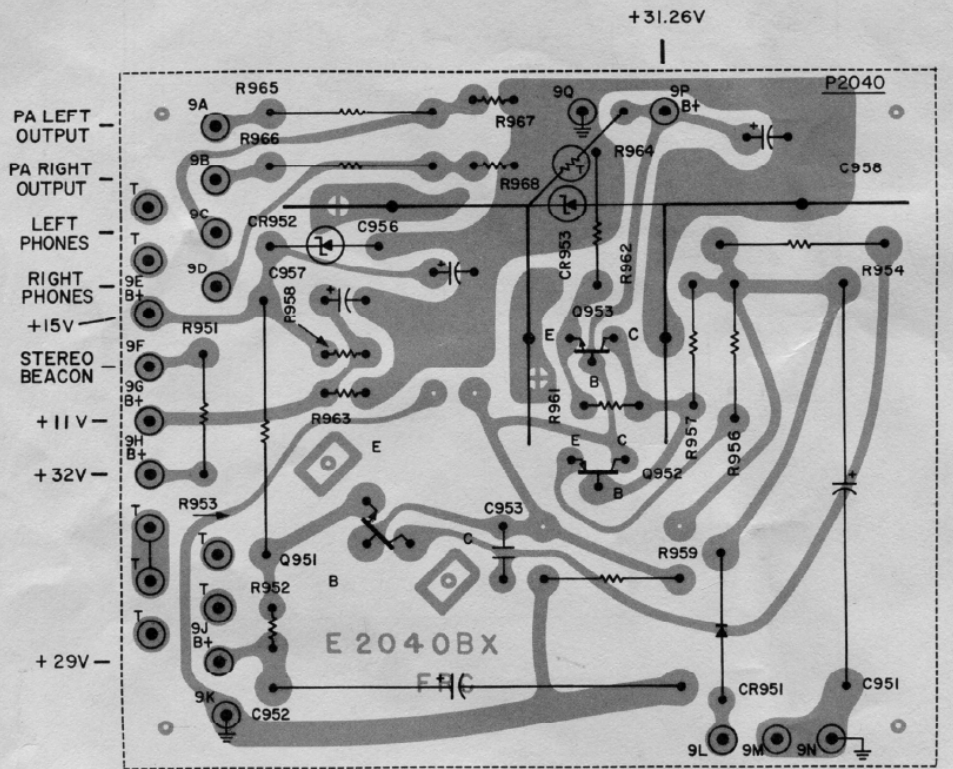 +31.26V
P2040
PA LEFT
OUTPUT
9A
R965
R967
9Q
9P
B+
R966
PA RIGHT
OUTPUT
9B
R968
R964
T
C958
T
LEFT
PHONES
9C
CR952
C956
CR953
R962
T
RIGHT
PHONES
9D
C957
R958
R954
9E
B+
+15V
R951
Q953
E
C
B
STEREO
BEACON
9F
9G
B+
+11V
R963
R961
R957
R956
9H
B+
+32V
E
E
C
Q952
B
R953
T
T
C953
C
R959
Q951
T
R952
B
T
T
9J
B+
E2040BX
+29V
FRG
9K
C952
CR951
C951
9L
9M
9N